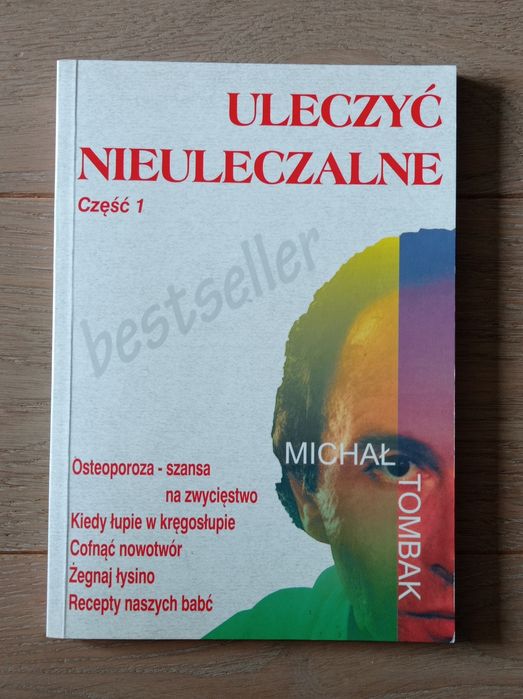 ULECZYĆ
NIEULECZALNE
Część 1
bestseller
MICHAŁ
TOMBAK
Osteoporoza - szansa
na zwycięstwo
Kiedy łupie w kręgosłupie
Cofnąć nowotwór
Żegnaj łysino
Recepty naszych babć